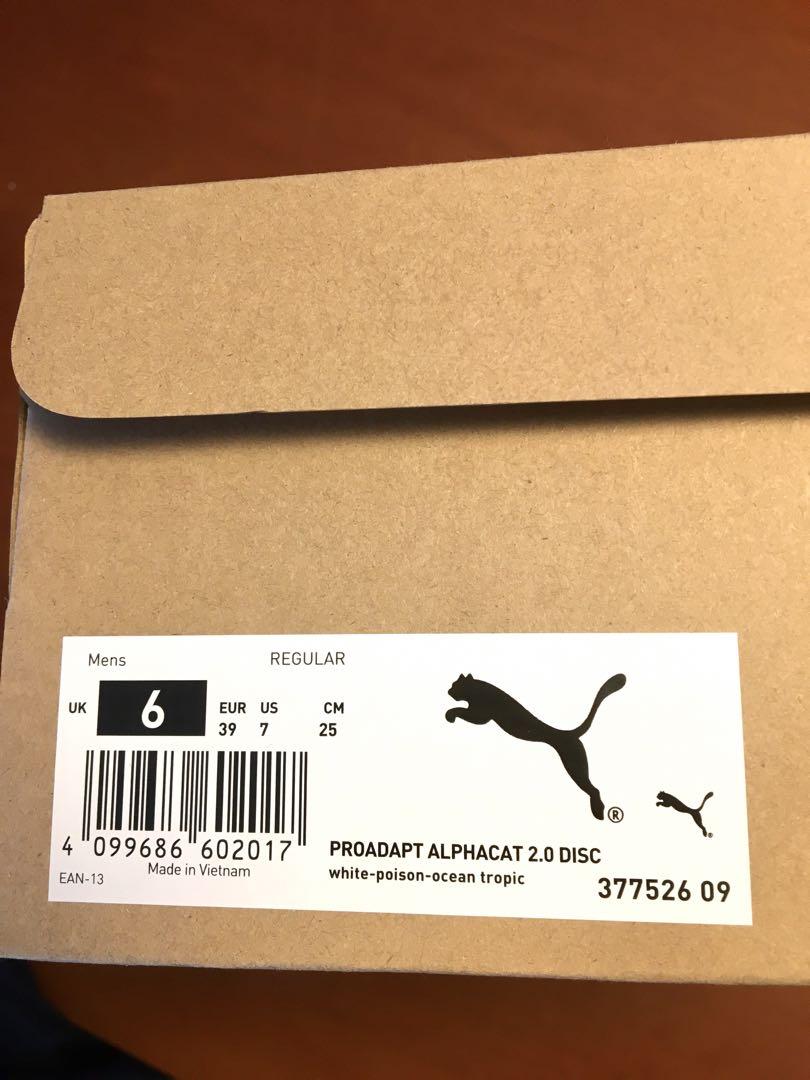 Mens REGULAR
UK 6 EUR 39 US 7 CM 25
4 099686 602017
EAN-13 Made in Vietnam
®
PROADAPT ALPHACAT 2.0 DISC
white-poison-ocean tropic
377526 09